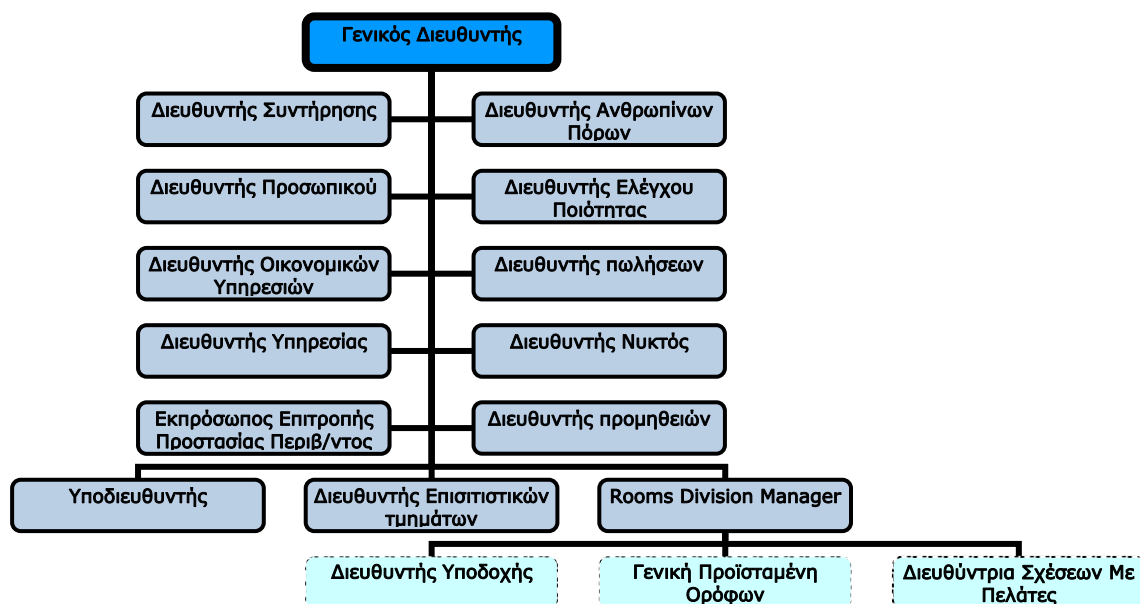 Γενικός Διευθυντής
Διευθυντής Συντήρησης
Διευθυντής Ανθρωπίνων
Πόρων
Διευθυντής Προσωπικού
Διευθυντής Ελέγχου
Ποιότητας
Διευθυντής Οικονομικών
Υπηρεσιών
Διευθυντής πωλήσεων
Διευθυντής Υπηρεσίας
Διευθυντής Νυκτός
Εκπρόσωπος Επιτροπής
Προστασίας Περιβ/ντος
Διευθυντής προμηθειών
Υποδιευθυντής
Διευθυντής Επισιτιστικών
τμημάτων
Rooms Division Manager
Διευθυντής Υποδοχής
Γενική Προϊσταμένη
Ορόφων
Διευθύντρια Σχέσεων Με
Πελάτες